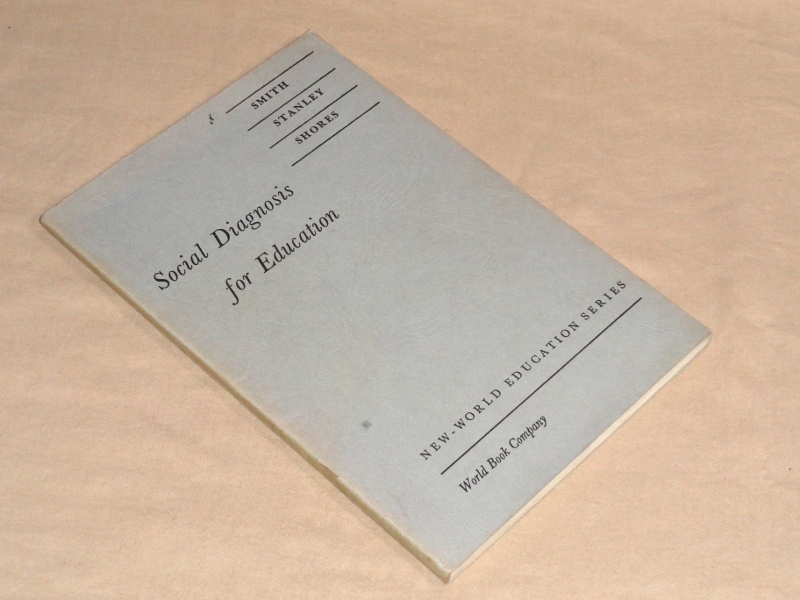 SMITH
STANLEY
SHORES
Social Diagnosis
for Education
NEW-WORLD EDUCATION SERIES
World Book Company